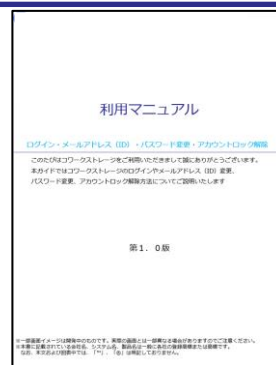 利用マニュアル
ログイン・メールアドレス（ID）・パスワード変更・アカウントロック解除
このたびはコワークストレージをご利用いただきまして誠にありがとうございます。
本ガイドではコワークストレージのログインやメールアドレス（ID）変更、
パスワード変更、アカウントロック解除方法についてご説明いたします
第１．０版
※一部画面イメージは開発中のものです。実際の画面とは一部異なる場合がありますのでご注意ください。
※本書に記載されている会社名、システム名、製品名は一般に各社の登録商標または商標です。
なお、本文および図表中では、「™」、「®」は明記しておりません。